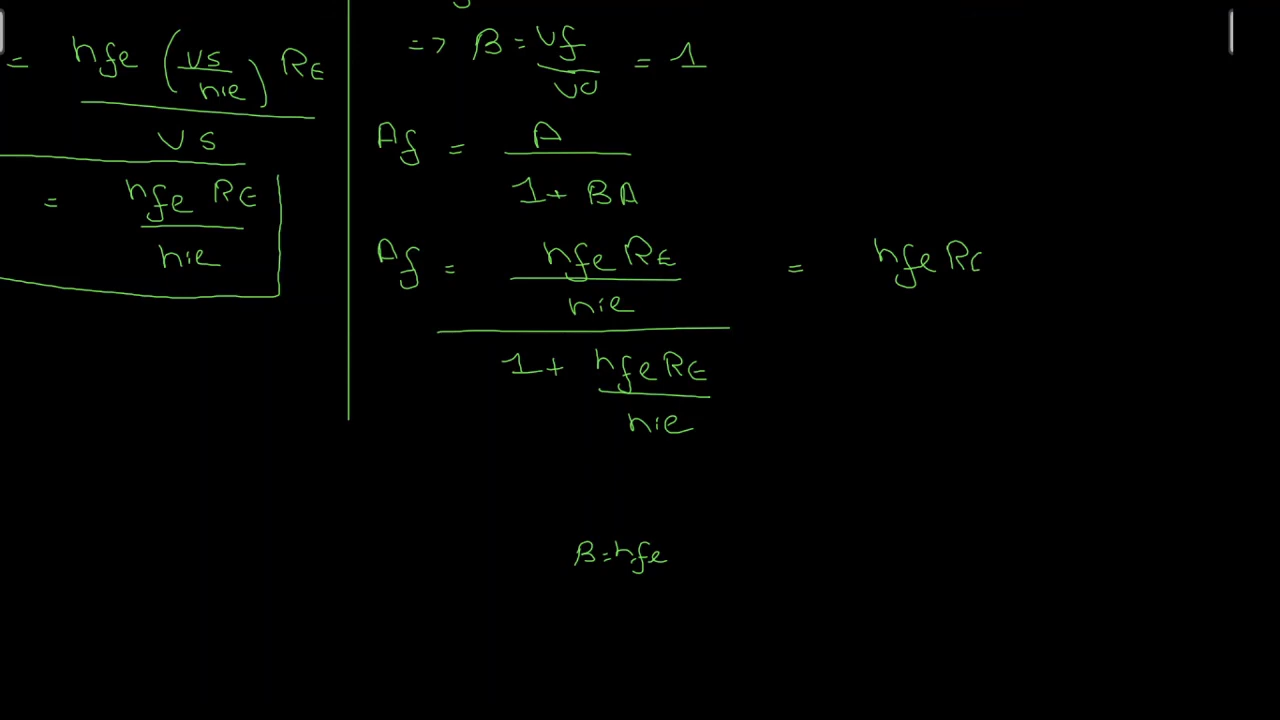 = hfe (vs/hie) RE
vs
= hfe RE
hie
=> B = vf/vo = 1
Af = A
1 + BA
Af = hfe RE/hie = hfe RE
1 + hfe RE/hie
B = hfe